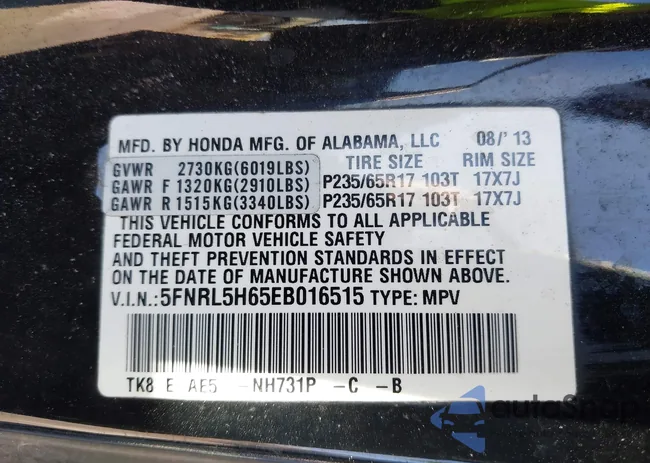 MFD. BY HONDA MFG. OF ALABAMA, LLC 08/'13
TIRE SIZE RIM SIZE
GVWR 2730KG(6019LBS)
GAWR F 1320KG(2910LBS) P235/65R17 103T 17X7J
GAWR R 1515KG(3340LBS) P235/65R17 103T 17X7J
THIS VEHICLE CONFORMS TO ALL APPLICABLE
FEDERAL MOTOR VEHICLE SAFETY
AND THEFT PREVENTION STANDARDS IN EFFECT
ON THE DATE OF MANUFACTURE SHOWN ABOVE.
V.I.N.:5FNRL5H65EB016515 TYPE: MPV
TK8 E AE5 -NH731P -C -B
autoSnap